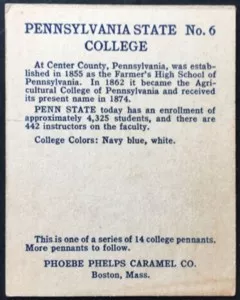 PENNSYLVANIA STATE No. 6
COLLEGE
At Center County, Pennsylvania, was estab-
lished in 1855 as the Farmer's High School of
Pennsylvania. In 1862 it became the Agri-
cultural College of Pennsylvania and received
its present name in 1874.
PENN STATE today has an enrollment of
approximately 4,325 students, and there are
442 instructors on the faculty.
College Colors: Navy blue, white.
This is one of a series of 14 college pennants.
More pennants to follow.
PHOEBE PHELPS CARAMEL CO.
Boston, Mass.